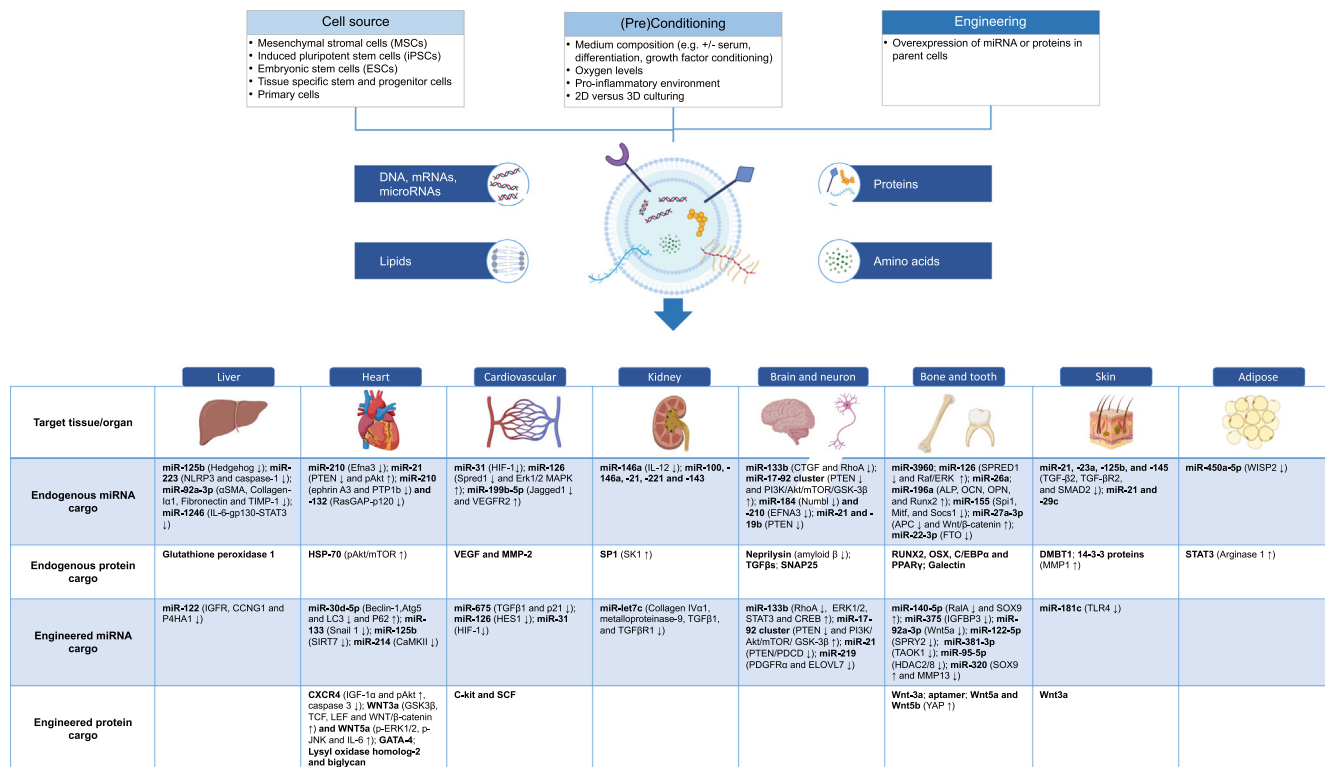 Cell source
• Mesenchymal stromal cells (MSCs)
• Induced pluripotent stem cells (iPSCs)
• Embryonic stem cells (ESCs)
• Tissue specific stem and progenitor cells
• Primary cells
(Pre)Conditioning
• Medium composition (e.g. +/- serum,
differentiation, growth factor conditioning)
• Oxygen levels
• Pro-inflammatory environment
• 2D versus 3D culturing
Engineering
• Overexpression of miRNA or proteins in
parent cells
DNA, mRNAs,
microRNAs
Proteins
Lipids
Amino acids
Liver
Heart
Cardiovascular
Kidney
Brain and neuron
Bone and tooth
Skin
Adipose
Target tissue/organ
Endogenous miRNA
cargo
miR-125b (Hedgehog ↓); miR-
223 (NLRP3 and caspase-1 ↓);
miR-92a-3p (αSMA, Collagen-
Iα1, Fibronectin and TIMP-1 ↓);
miR-1246 (IL-6-gp130-STAT3
↓)
miR-210 (Efna3 ↓); miR-21
(PTEN ↓ and pAkt ↑); miR-210
(ephrin A3 and PTP1b ↓) and
-132 (RasGAP-p120 ↓)
miR-31 (HIF-1↓); miR-126
(Spred1 ↓ and Erk1/2 MAPK
↑); miR-199b-5p (Jagged1 ↓
and VEGFR2 ↑)
miR-146a (IL-12 ↓); miR-100, -
146a, -21, -221 and -143
miR-133b (CTGF and RhoA ↓);
miR-17-92 cluster (PTEN ↓
and PI3K/Akt/mTOR/GSK-3β
↑); miR-184 (Numbl ↓) and
-210 (EFNA3 ↓); miR-21 and -
19b (PTEN ↓)
miR-3960; miR-126 (SPRED1
↓ and Raf/ERK ↑); miR-26a;
miR-196a (ALP, OCN, OPN,
and Runx2 ↑); miR-155 (Spi1,
Mitf, and Socs1 ↓); miR-27a-3p
(APC ↓ and Wnt/β-catenin ↑);
miR-22-3p (FTO ↓)
miR-21, -23a, -125b, and -145
(TGF-β2, TGF-βR2,
and SMAD2 ↓); miR-21 and
-29c
miR-450a-5p (WISP2 ↓)
Endogenous protein
cargo
Glutathione peroxidase 1
HSP-70 (pAkt/mTOR ↑)
VEGF and MMP-2
SP1 (SK1 ↑)
Neprilysin (amyloid β ↓);
TGFβs; SNAP25
RUNX2, OSX, C/EBPα and
PPARγ; Galectin
DMBT1; 14-3-3 proteins
(MMP1 ↑)
STAT3 (Arginase 1 ↑)
Engineered miRNA
cargo
miR-122 (IGFR, CCNG1 and
P4HA1 ↓)
miR-30d-5p (Beclin-1,Atg5
and LC3 ↓ and P62 ↑); miR-
133 (Snail 1 ↓); miR-125b
(SIRT7 ↓); miR-214 (CaMKII ↓)
miR-675 (TGFβ1 and p21 ↓);
miR-126 (HES1 ↓); miR-31
(HIF-1↓)
miR-let7c (Collagen IVα1,
metalloproteinase-9, TGFβ1,
and TGFβR1 ↓)
miR-133b (RhoA ↓, ERK1/2,
STAT3 and CREB ↑); miR-17-
92 cluster (PTEN ↓ and PI3K/
Akt/mTOR/ GSK-3β ↑); miR-21
(PTEN/PDCD ↓); miR-219
(PDGFRα and ELOVL7 ↓)
miR-140-5p (RalA ↓ and SOX9
↑); miR-375 (IGFBP3 ↓); miR-
92a-3p (Wnt5a ↓); miR-122-5p
(SPRY2 ↓); miR-381-3p
(TAOK1 ↓); miR-95-5p
(HDAC2/8 ↓); miR-320 (SOX9
↑ and MMP13 ↓)
miR-181c (TLR4 ↓)
Engineered protein
cargo
CXCR4 (IGF-1α and pAkt ↑,
caspase 3 ↓); WNT3a (GSK3β,
TCF, LEF and WNT/β-catenin
↑) and WNT5a (p-ERK1/2, p-
JNK and IL-6 ↑); GATA-4;
Lysyl oxidase homolog-2
and biglycan
C-kit and SCF
Wnt-3a; aptamer; Wnt5a and
Wnt5b (YAP ↑)
Wnt3a